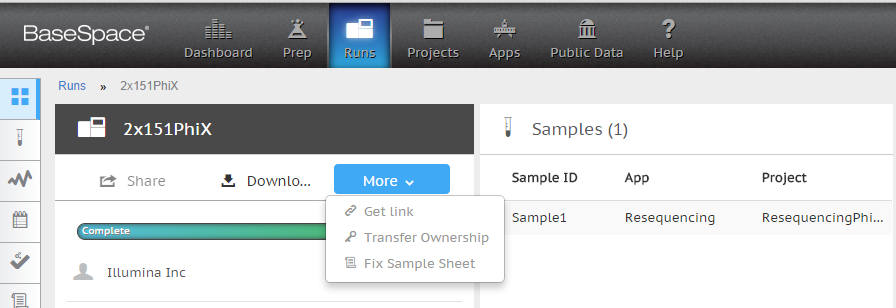 BaseSpace®
Dashboard Prep Runs Projects Apps Public Data Help
Runs » 2x151PhiX
2x151PhiX
Share Downlo... More
Get link
Transfer Ownership
Fix Sample Sheet
Complete
Illumina Inc
Samples (1)
Sample ID App Project
Sample1 Resequencing ResequencingPhi...